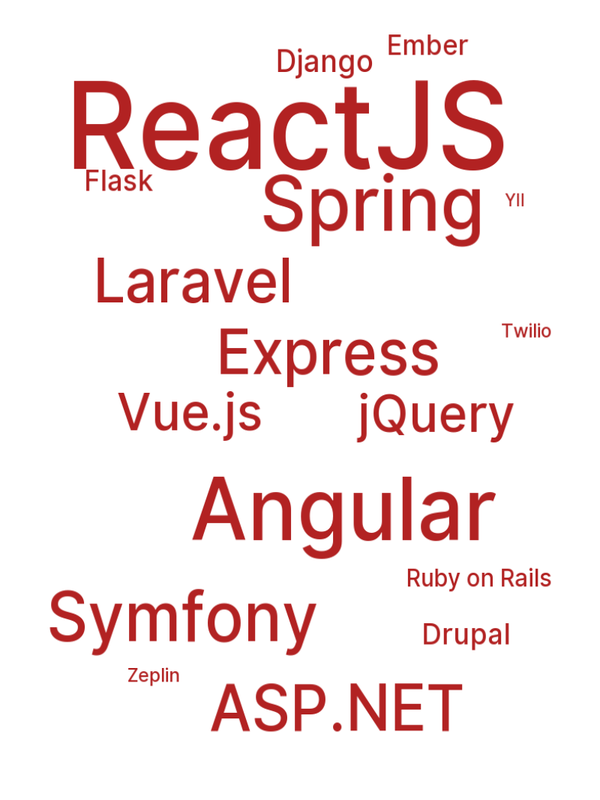 Ember
Django
ReactJS
Flask
Spring
YII
Laravel
Twilio
Express
Vue.js
jQuery
Angular
Ruby on Rails
Symfony
Drupal
Zeplin
ASP.NET